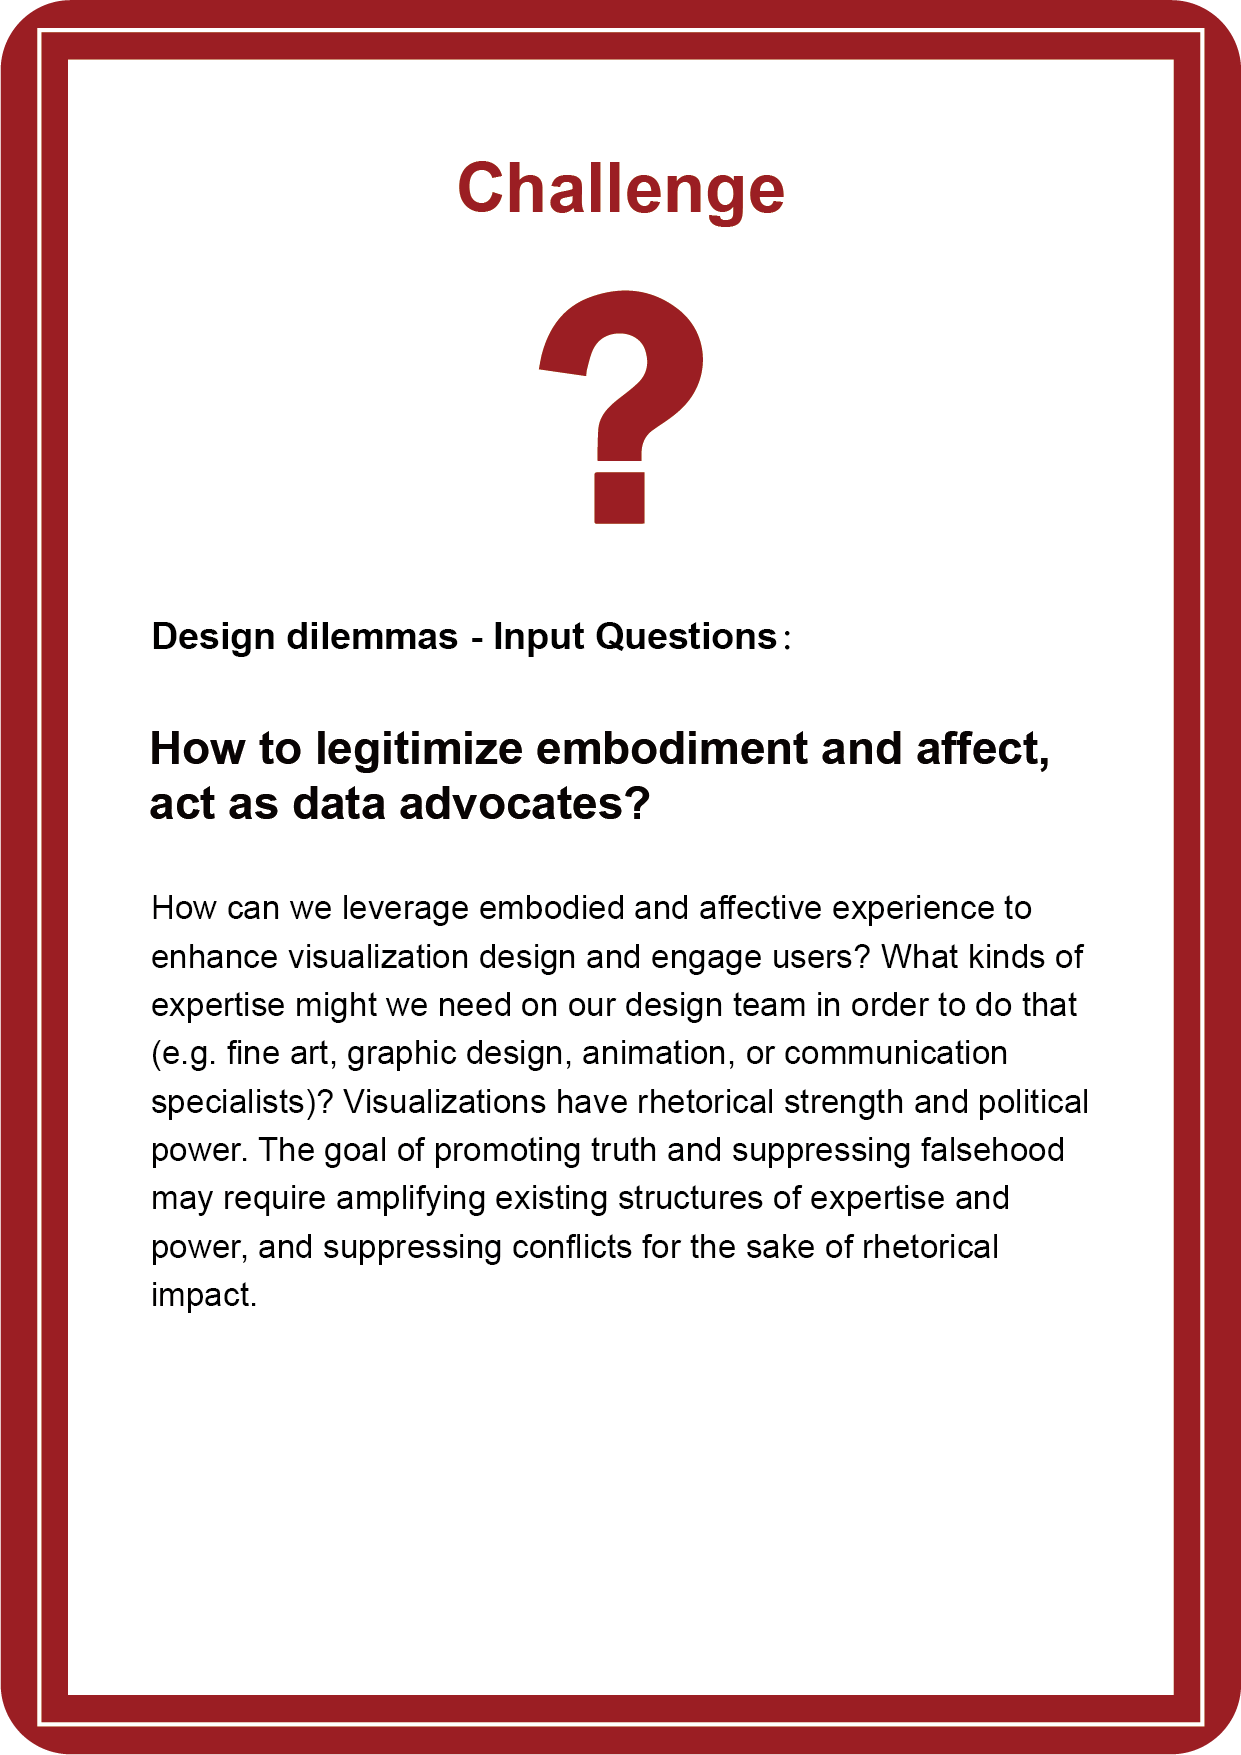 Challenge
?
Design dilemmas - Input Questions:
How to legitimize embodiment and affect,
act as data advocates?
How can we leverage embodied and affective experience to
enhance visualization design and engage users? What kinds of
expertise might we need on our design team in order to do that
(e.g. fine art, graphic design, animation, or communication
specialists)? Visualizations have rhetorical strength and political
power. The goal of promoting truth and suppressing falsehood
may require amplifying existing structures of expertise and
power, and suppressing conflicts for the sake of rhetorical
impact.